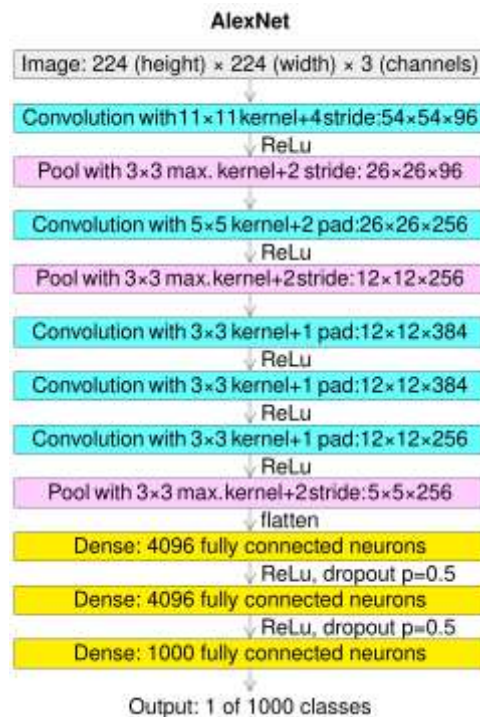 AlexNet
Image: 224 (height) × 224 (width) × 3 (channels)
Convolution with 11×11 kernel+4 stride:54×54×96
ReLu
Pool with 3×3 max. kernel+2 stride: 26×26×96
Convolution with 5×5 kernel+2 pad:26×26×256
ReLu
Pool with 3×3 max.kernel+2stride:12×12×256
Convolution with 3×3 kernel+1 pad:12×12×384
ReLu
Convolution with 3×3 kernel+1 pad:12×12×384
ReLu
Convolution with 3×3 kernel+1 pad:12×12×256
ReLu
Pool with 3×3 max.kernel+2stride:5×5×256
flatten
Dense: 4096 fully connected neurons
ReLu, dropout p=0.5
Dense: 4096 fully connected neurons
ReLu, dropout p=0.5
Dense: 1000 fully connected neurons
Output: 1 of 1000 classes